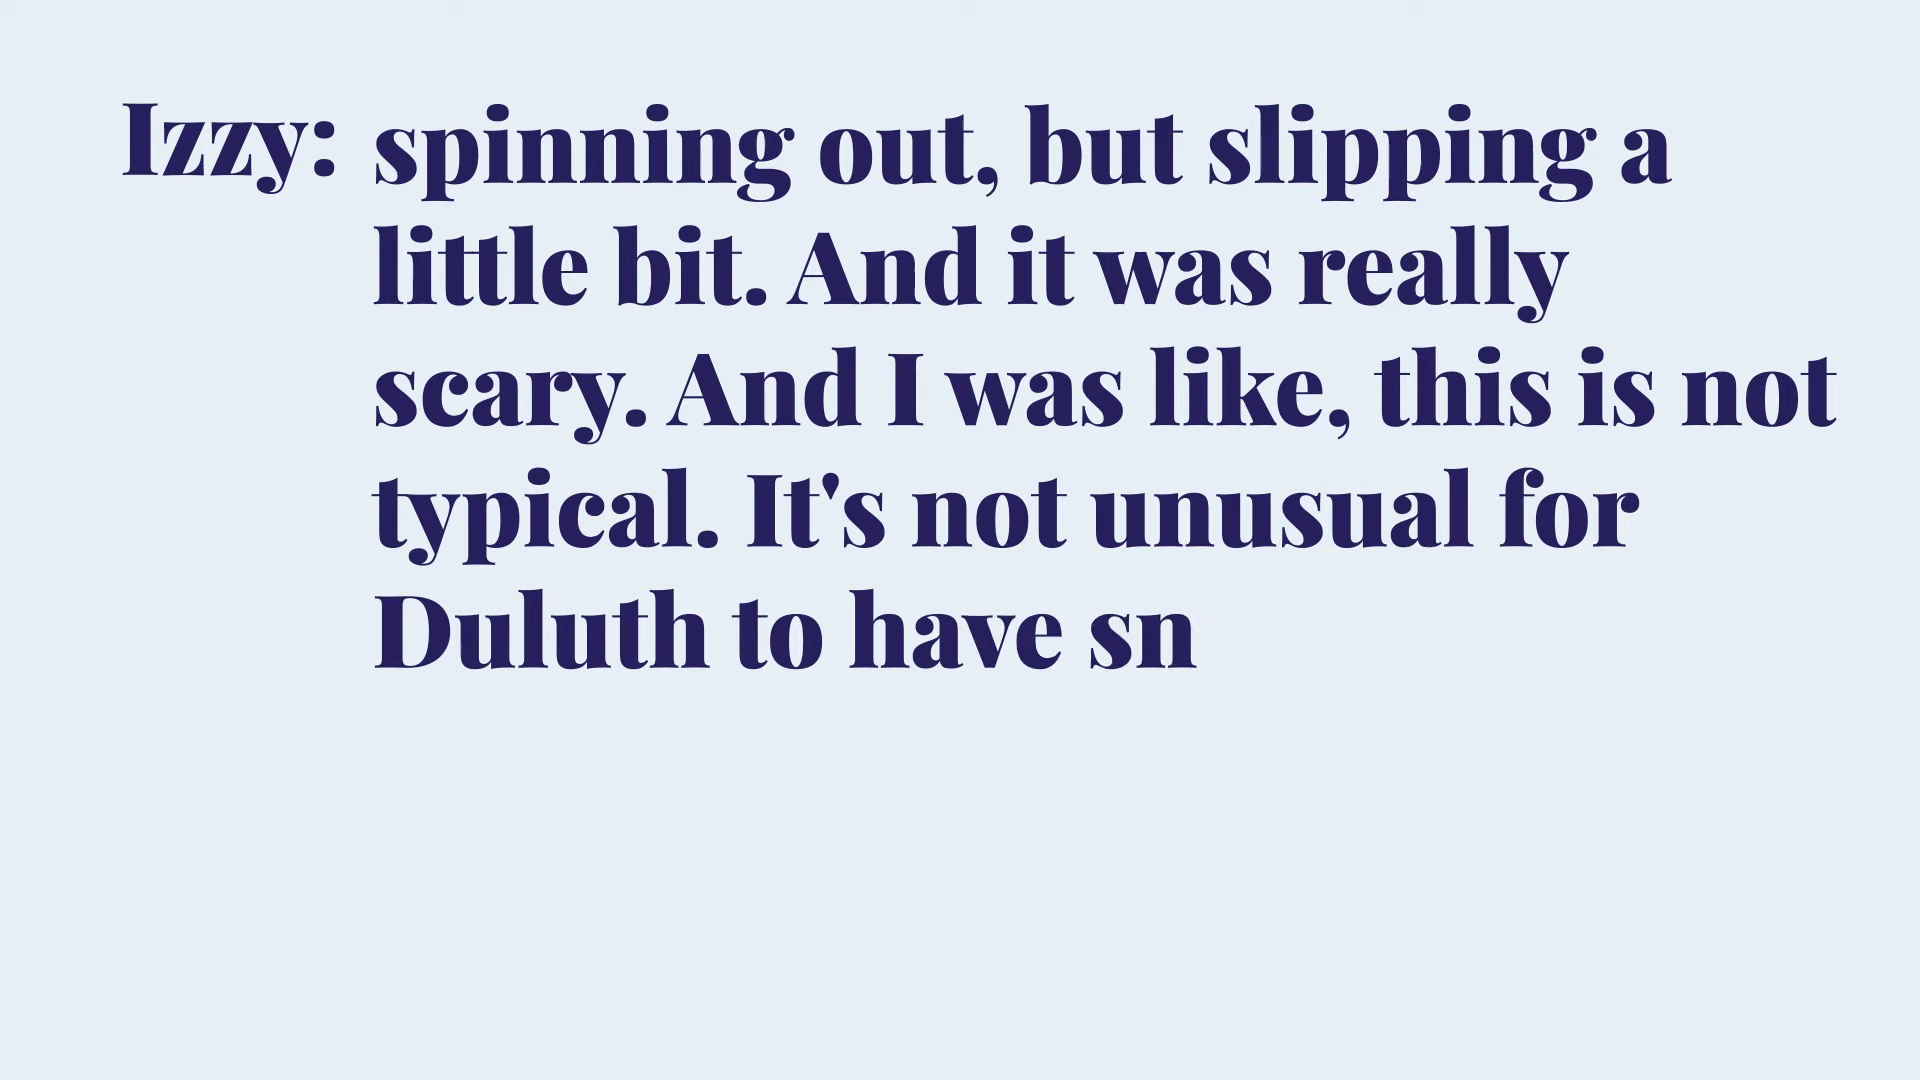 Izzy: spinning out, but slipping a
little bit. And it was really
scary. And I was like, this is not
typical. It's not unusual for
Duluth to have sn